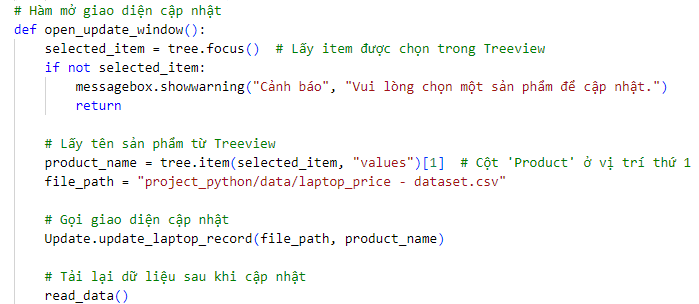 # Hàm mở giao diện cập nhật
def open_update_window():
    selected_item = tree.focus()  # Lấy item được chọn trong Treeview
    if not selected_item:
        messagebox.showwarning("Cảnh báo", "Vui lòng chọn một sản phẩm để cập nhật.")
        return
    # Lấy tên sản phẩm từ Treeview
    product_name = tree.item(selected_item, "values")[1]  # Cột 'Product' ở vị trí thứ 1
    file_path = "project_python/data/laptop_price - dataset.csv"
    # Gọi giao diện cập nhật
    Update.update_laptop_record(file_path, product_name)
    # Tải lại dữ liệu sau khi cập nhật
    read_data()